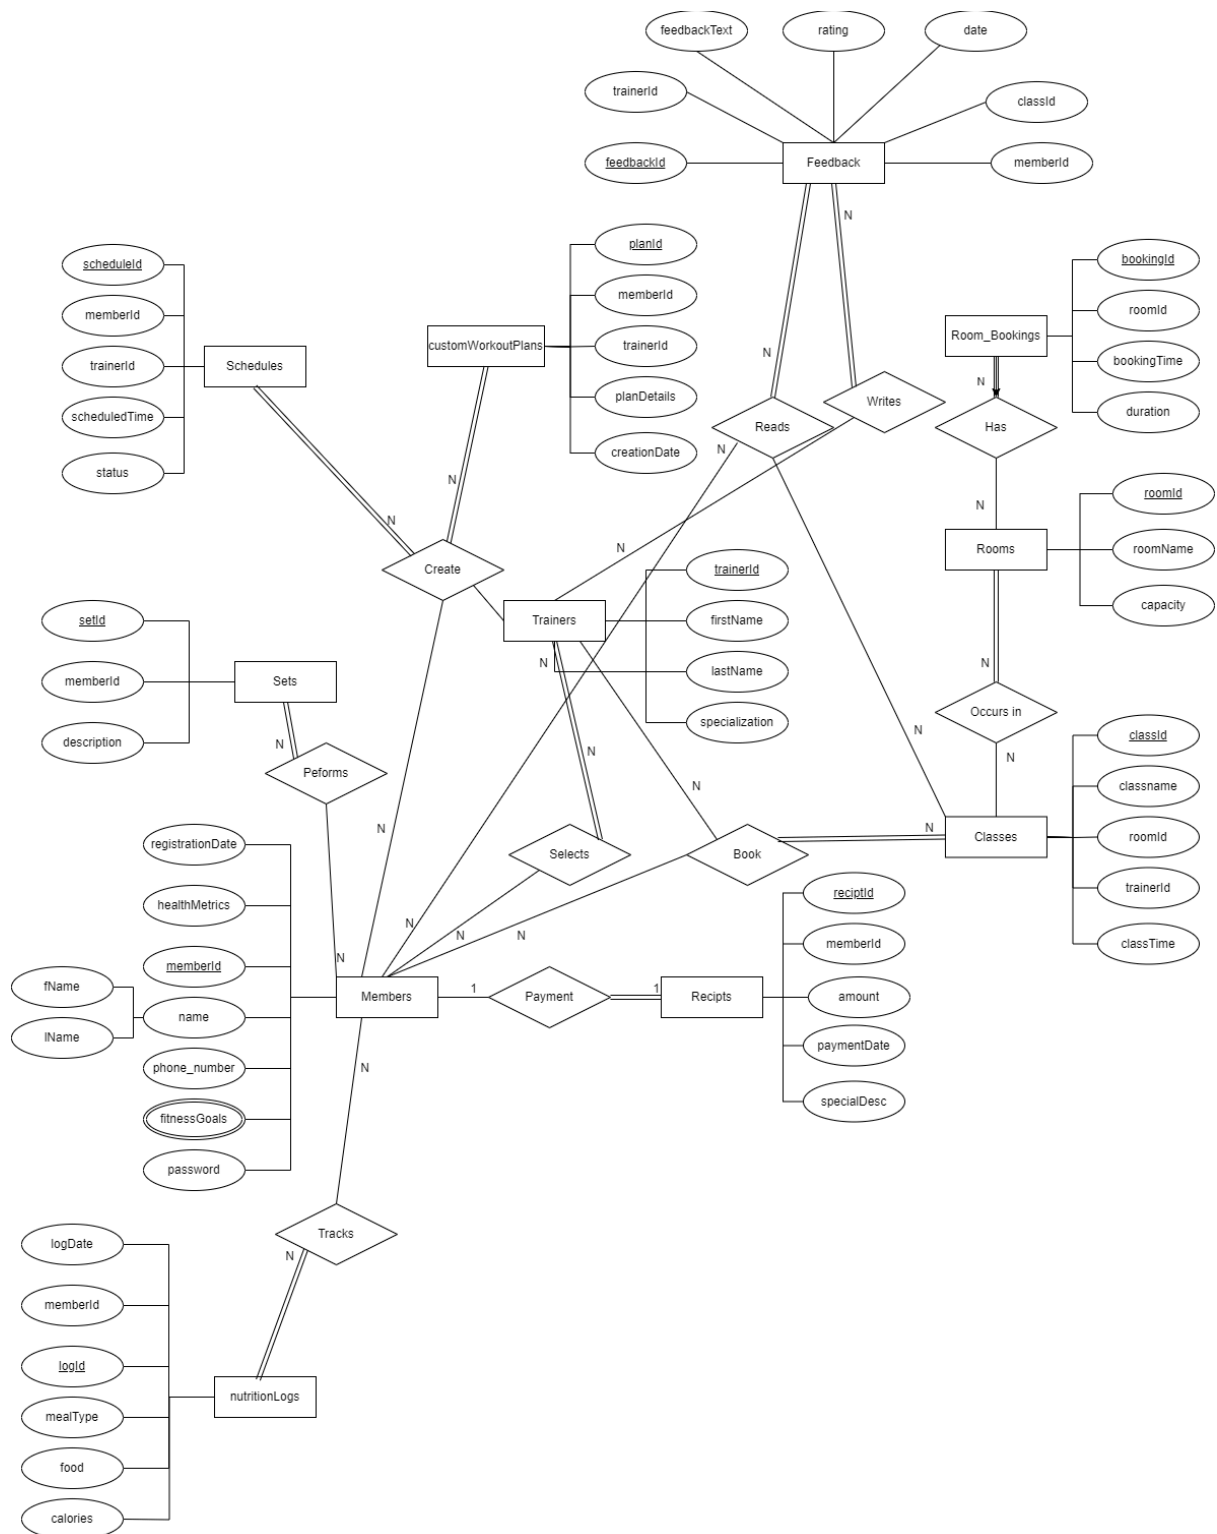 feedbackText
rating
date
trainerId
classId
feedbackId
Feedback
memberId
N
scheduleId
memberId
trainerId
scheduledTime
status
Schedules
customWorkoutPlans
planId
memberId
trainerId
planDetails
creationDate
Room_Bookings
bookingId
roomId
bookingTime
duration
N
N
Reads
Writes
Has
N
N
N
N
Rooms
roomId
roomName
capacity
N
Create
N
Trainers
trainerId
firstName
lastName
specialization
N
setId
memberId
description
Sets
N
Peforms
N
Occurs in
N
N
N
N
N
Selects
Book
N
Classes
classId
classname
roomId
trainerId
classTime
registrationDate
healthMetrics
memberId
name
fName
lName
phone_number
fitnessGoals
password
N
N
N
N
Members
1
Payment
1
Recipts
reciptId
memberId
amount
paymentDate
specialDesc
N
Tracks
N
logDate
memberId
logId
mealType
food
calories
nutritionLogs